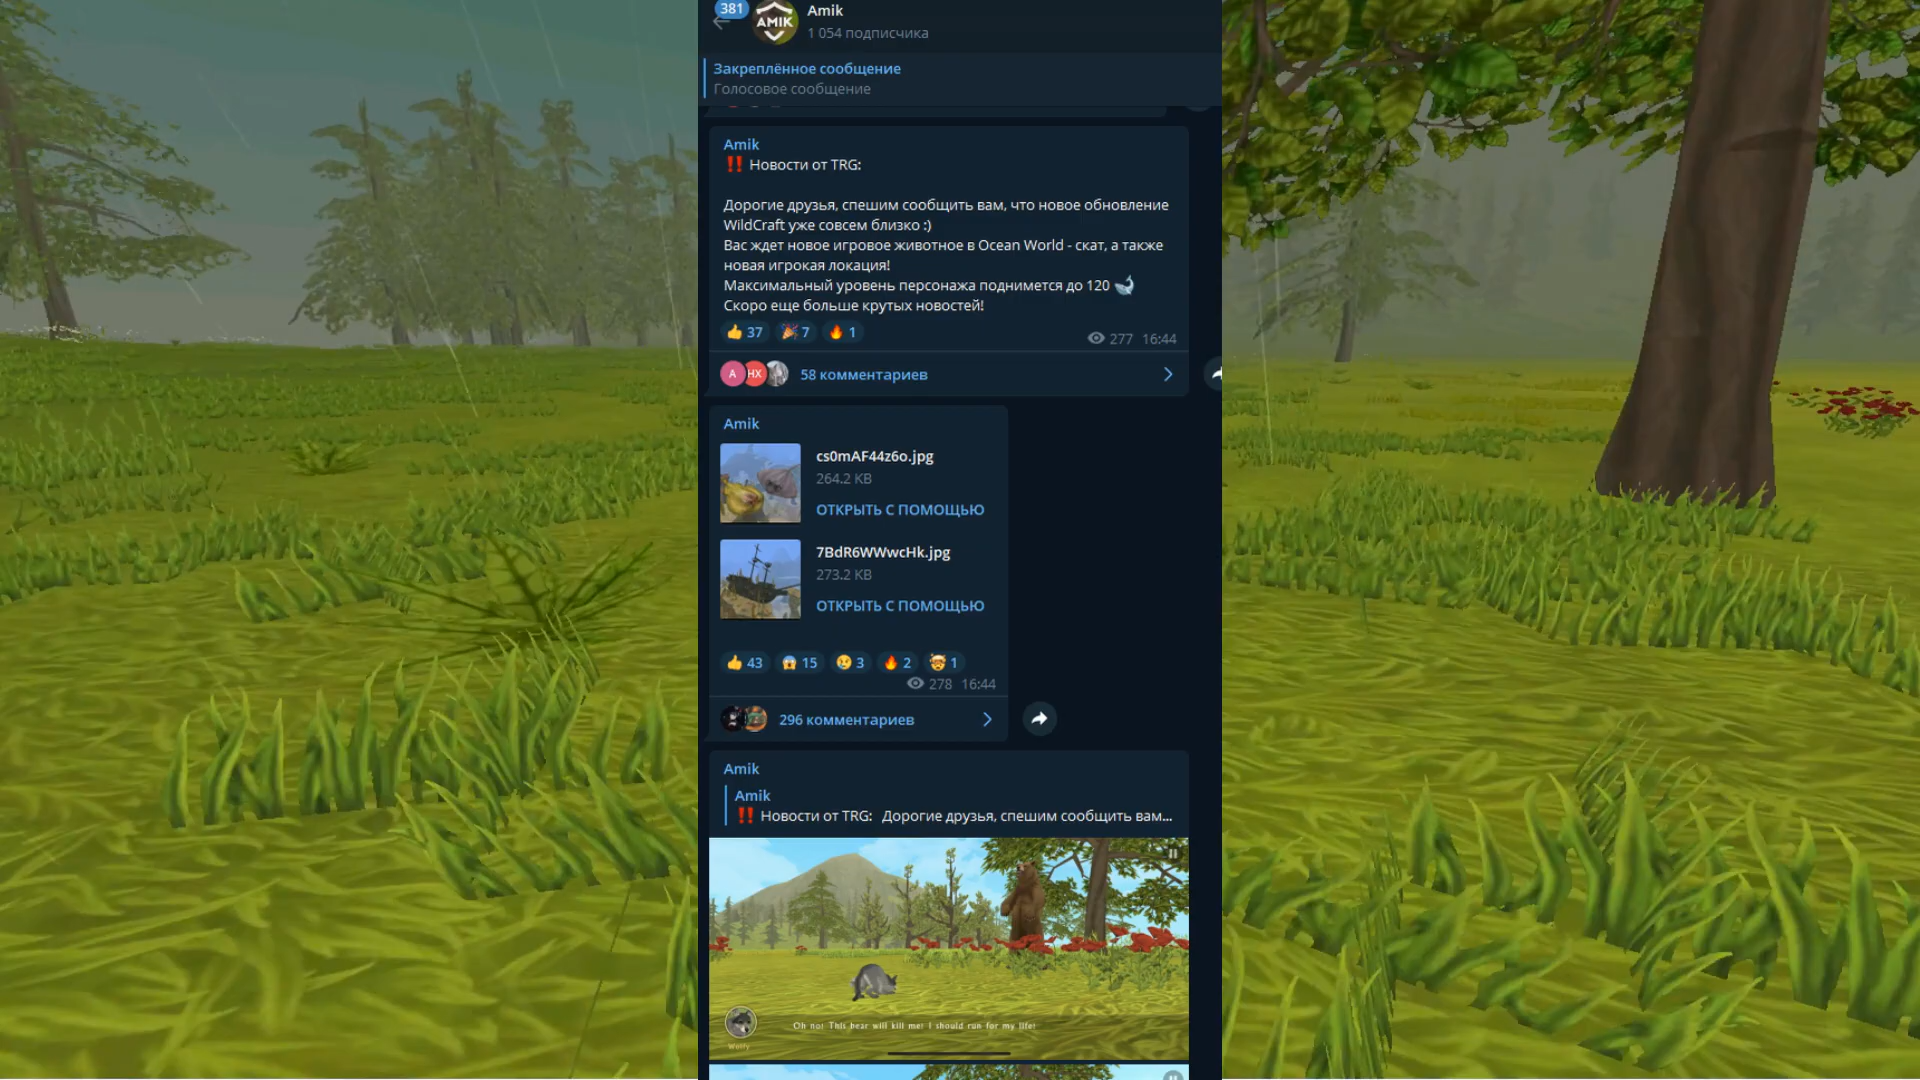 381
AMIK
Amik
1 054 подписчика
Закреплённое сообщение
Голосовое сообщение
Amik
‼️ Новости от TRG:
Дорогие друзья, спешим сообщить вам, что новое обновление
WildCraft уже совсем близко :)
Вас ждет новое игровое животное в Ocean World - скат, а также
новая игрокая локация!
Максимальный уровень персонажа поднимется до 120 🐋
Скоро еще больше крутых новостей!
👍 37 🎉 7 🔥 1
277 16:44
A HX 58 комментариев
Amik
cs0mAF44z6o.jpg
264.2 KB
ОТКРЫТЬ С ПОМОЩЬЮ
7BdR6WWwcHk.jpg
273.2 KB
ОТКРЫТЬ С ПОМОЩЬЮ
👍 43 😱 15 😢 3 🔥 2 🤯 1
278 16:44
296 комментариев
Amik
Amik
‼️ Новости от TRG: Дорогие друзья, спешим сообщить вам...
Oh no! This bear will kill me! I should run for my life!
Wolfy